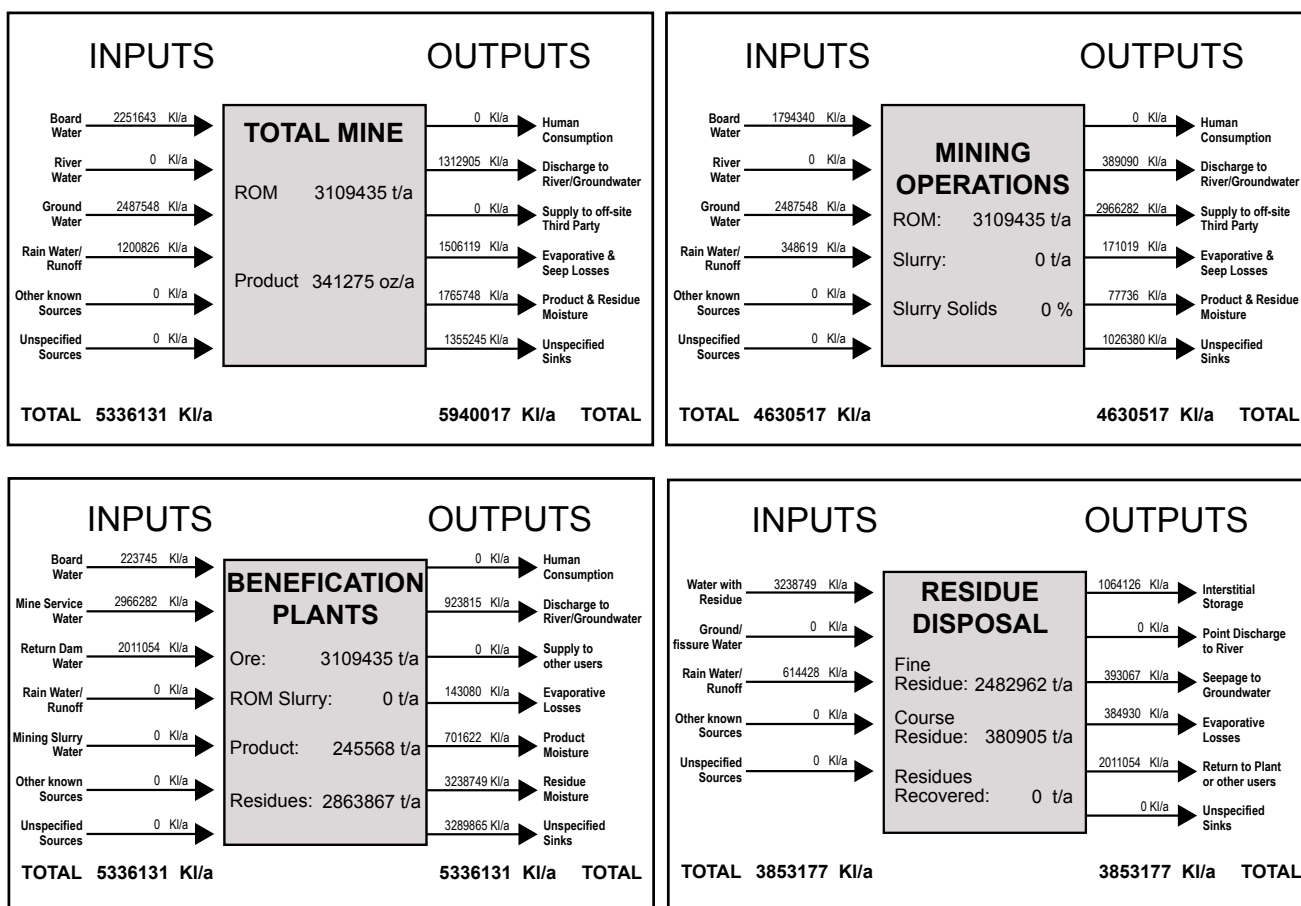 INPUTS OUTPUTS
TOTAL MINE
ROM 3109435 t/a
Product 341275 oz/a
Board Water 2251643 Kl/a
River Water 0 Kl/a
Ground Water 2487548 Kl/a
Rain Water/ Runoff 1200826 Kl/a
Other known Sources 0 Kl/a
Unspecified Sources 0 Kl/a
0 Kl/a Human Consumption
1312905 Kl/a Discharge to River/Groundwater
0 Kl/a Supply to off-site Third Party
1506119 Kl/a Evaporative & Seep Losses
1765748 Kl/a Product & Residue Moisture
1355245 Kl/a Unspecified Sinks
TOTAL 5336131 Kl/a 5940017 Kl/a TOTAL
INPUTS OUTPUTS
MINING
OPERATIONS
ROM: 3109435 t/a
Slurry: 0 t/a
Slurry Solids 0 %
Board Water 1794340 Kl/a
River Water 0 Kl/a
Ground Water 2487548 Kl/a
Rain Water/ Runoff 348619 Kl/a
Other known Sources 0 Kl/a
Unspecified Sources 0 Kl/a
0 Kl/a Human Consumption
389090 Kl/a Discharge to River/Groundwater
2966282 Kl/a Supply to off-site Third Party
171019 Kl/a Evaporative & Seep Losses
77736 Kl/a Product & Residue Moisture
1026380 Kl/a Unspecified Sinks
TOTAL 4630517 Kl/a 4630517 Kl/a TOTAL
INPUTS OUTPUTS
BENEFICATION
PLANTS
Ore: 3109435 t/a
ROM Slurry: 0 t/a
Product: 245568 t/a
Residues: 2863867 t/a
Board Water 223745 Kl/a
Mine Service Water 2966282 Kl/a
Return Dam Water 2011054 Kl/a
Rain Water/ Runoff 0 Kl/a
Mining Slurry Water 0 Kl/a
Other known Sources 0 Kl/a
Unspecified Sources 0 Kl/a
0 Kl/a Human Consumption
923815 Kl/a Discharge to River/Groundwater
0 Kl/a Supply to other users
143080 Kl/a Evaporative Losses
701622 Kl/a Product Moisture
3238749 Kl/a Residue Moisture
3289865 Kl/a Unspecified Sinks
TOTAL 5336131 Kl/a 5336131 Kl/a TOTAL
INPUTS OUTPUTS
RESIDUE
DISPOSAL
Fine
Residue: 2482962 t/a
Course
Residue: 380905 t/a
Residues
Recovered: 0 t/a
Water with Residue 3238749 Kl/a
Ground/ fissure Water 0 Kl/a
Rain Water/ Runoff 614428 Kl/a
Other known Sources 0 Kl/a
Unspecified Sources 0 Kl/a
1064126 Kl/a Interstitial Storage
0 Kl/a Point Discharge to River
393067 Kl/a Seepage to Groundwater
384930 Kl/a Evaporative Losses
2011054 Kl/a Return to Plant or other users
0 Kl/a Unspecified Sinks
TOTAL 3853177 Kl/a 3853177 Kl/a TOTAL